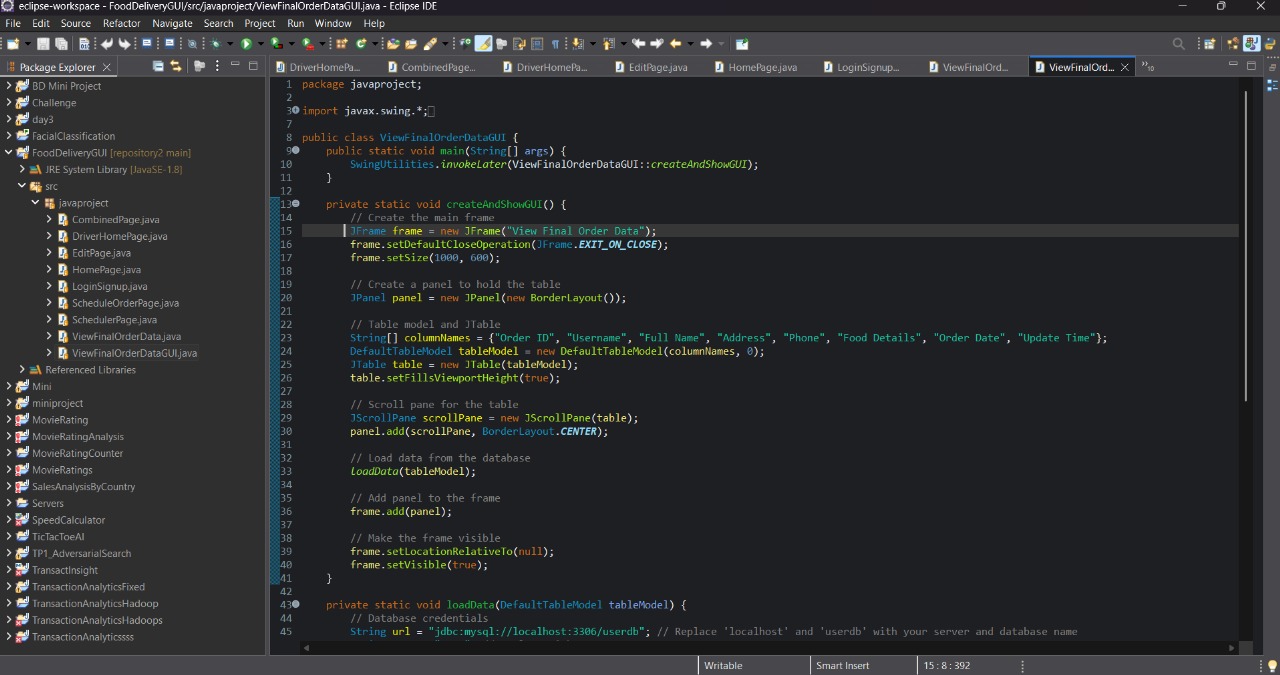 eclipse-workspace - FoodDeliveryGUI/src/javaproject/ViewFinalOrderDataGUI.java - Eclipse IDE
File Edit Source Refactor Navigate Search Project Run Window Help
Package Explorer
DriverHomePa... CombinedPage... DriverHomePa... EditPage.java HomePage.java LoginSignup... ViewFinalOrd... ViewFinalOrd... »10
BD Mini Project
Challenge
day3
FacialClassification
FoodDeliveryGUI [repository2 main]
JRE System Library [JavaSE-1.8]
src
javaproject
CombinedPage.java
DriverHomePage.java
EditPage.java
HomePage.java
LoginSignup.java
ScheduleOrderPage.java
SchedulerPage.java
ViewFinalOrderData.java
ViewFinalOrderDataGUI.java
Referenced Libraries
Mini
miniproject
MovieRating
MovieRatingAnalysis
MovieRatingCounter
MovieRatings
SalesAnalysisByCountry
Servers
SpeedCalculator
TicTacToeAI
TP1_AdversarialSearch
TransactInsight
TransactionAnalyticsFixed
TransactionAnalyticsHadoop
TransactionAnalyticsHadoops
TransactionAnalyticssss
1 package javaproject;
2
3 import javax.swing.*;
7
8 public class ViewFinalOrderDataGUI {
9 public static void main(String[] args) {
10 SwingUtilities.invokeLater(ViewFinalOrderDataGUI::createAndShowGUI);
11 }
12
13 private static void createAndShowGUI() {
14 // Create the main frame
15 JFrame frame = new JFrame("View Final Order Data");
16 frame.setDefaultCloseOperation(JFrame.EXIT_ON_CLOSE);
17 frame.setSize(1000, 600);
18
19 // Create a panel to hold the table
20 JPanel panel = new JPanel(new BorderLayout());
21
22 // Table model and JTable
23 String[] columnNames = {"Order ID", "Username", "Full Name", "Address", "Phone", "Food Details", "Order Date", "Update Time"};
24 DefaultTableModel tableModel = new DefaultTableModel(columnNames, 0);
25 JTable table = new JTable(tableModel);
26 table.setFillsViewportHeight(true);
27
28 // Scroll pane for the table
29 JScrollPane scrollPane = new JScrollPane(table);
30 panel.add(scrollPane, BorderLayout.CENTER);
31
32 // Load data from the database
33 loadData(tableModel);
34
35 // Add panel to the frame
36 frame.add(panel);
37
38 // Make the frame visible
39 frame.setLocationRelativeTo(null);
40 frame.setVisible(true);
41 }
42
43 private static void loadData(DefaultTableModel tableModel) {
44 // Database credentials
45 String url = "jdbc:mysql://localhost:3306/userdb"; // Replace 'localhost' and 'userdb' with your server and database name
Writable Smart Insert 15 : 8 : 392